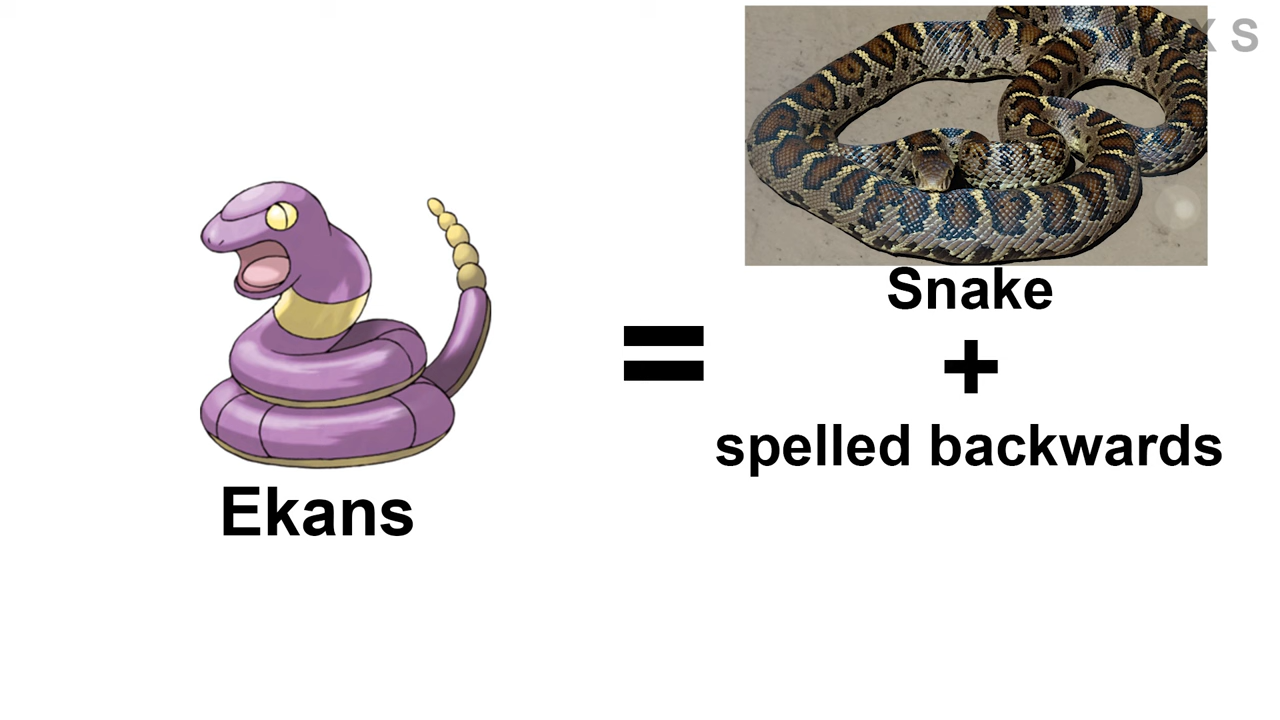 X S
Snake
=
+
spelled backwards
Ekans